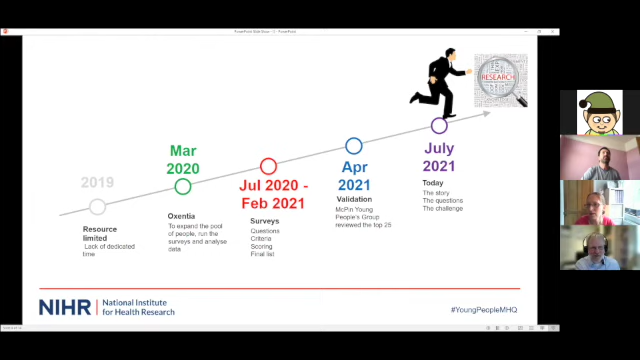 PowerPoint Slide Show
RESEARCH
2019
Resource
limited
Lack of dedicated
time
Mar
2020
Oxentia
To expand the pool
of people, run the
surveys and analyse
data
Jul 2020 -
Feb 2021
Surveys
Questions
Criteria
Scoring
Final list
Apr
2021
Validation
McPin Young
People's Group
reviewed the top 25
July
2021
Today
The story
The questions
The challenge
NIHR
National Institute
for Health Research
#YoungPeopleMHQ